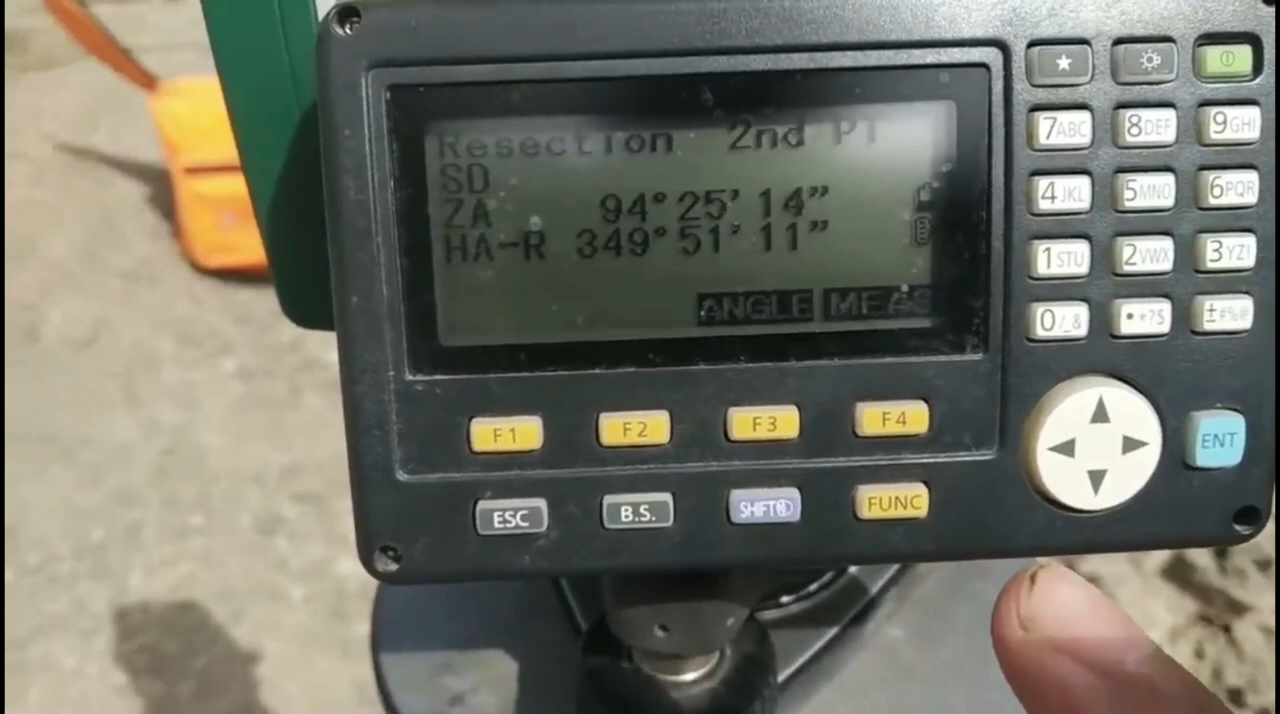 Resection 2nd PT
SD
ZA 94°25'14"
HA-R 349°51'11"
ANGLE MEAS
★
7ABC 8DEF 9GHI
4JKL 5MNO 6PQR
1STU 2VWX 3YZ!
0/_& •*?$ ±#%@
F1 F2 F3 F4
ENT
ESC B.S. SHIFT FUNC